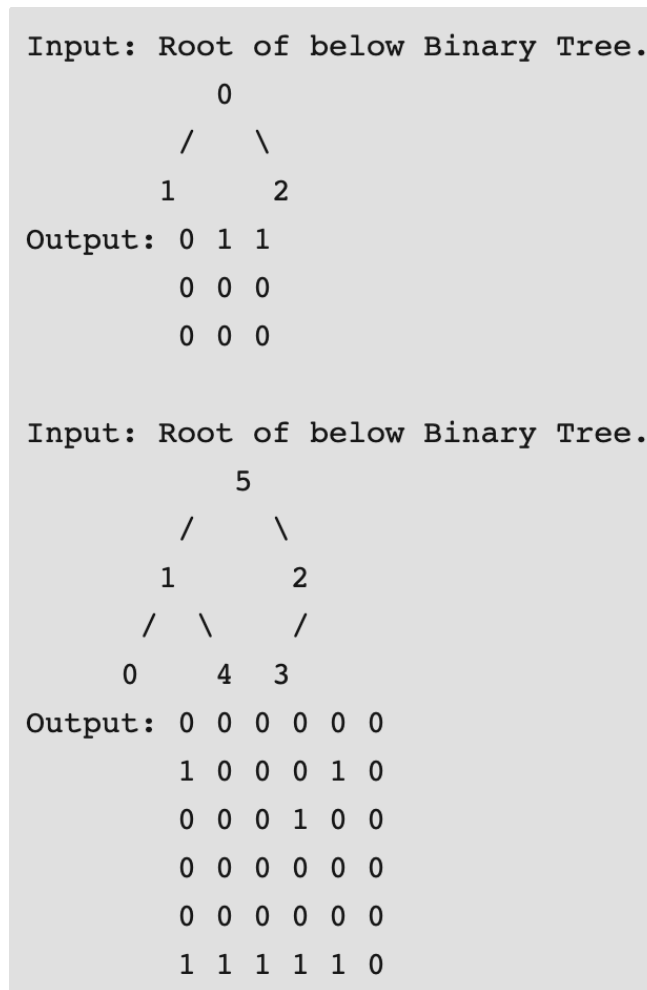 Input: Root of below Binary Tree.
0
/ \
1 2
Output: 0 1 1
0 0 0
0 0 0
Input: Root of below Binary Tree.
5
/ \
1 2
/ \ /
0 4 3
Output: 0 0 0 0 0 0
1 0 0 0 1 0
0 0 0 1 0 0
0 0 0 0 0 0
0 0 0 0 0 0
1 1 1 1 1 0